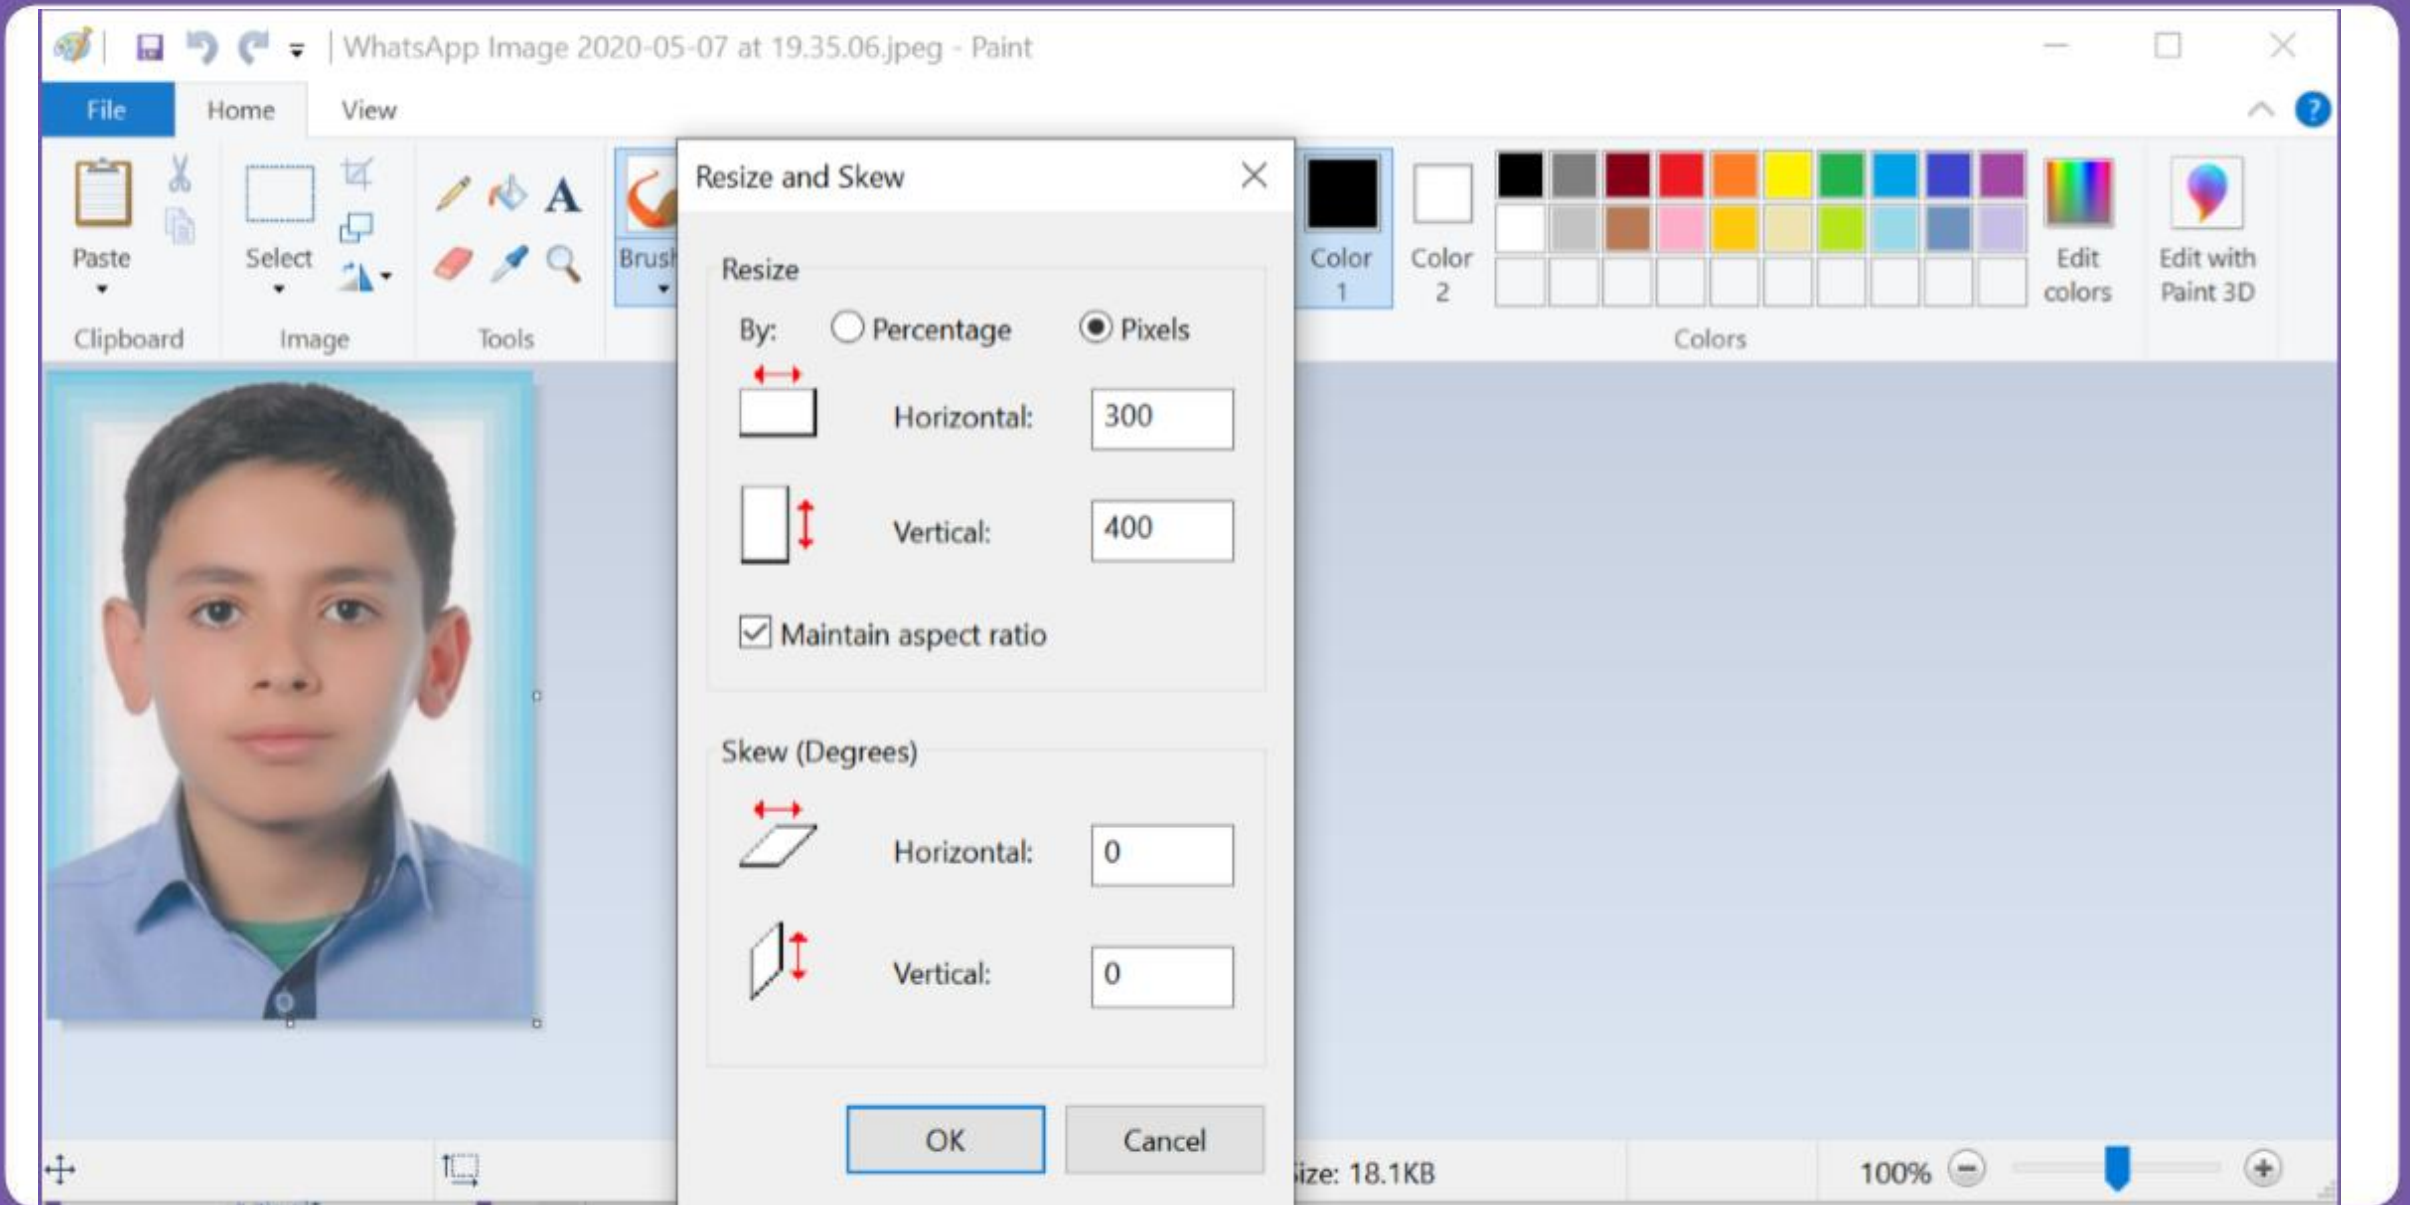 WhatsApp Image 2020-05-07 at 19.35.06.jpeg - Paint
File Home View
Paste
Select
A
Brush
Clipboard
Image
Tools
Resize and Skew
Resize
By: Percentage Pixels
Horizontal: 300
Vertical: 400
Maintain aspect ratio
Skew (Degrees)
Horizontal: 0
Vertical: 0
OK Cancel
Color
1
Color
2
Edit
colors
Edit with
Paint 3D
Colors
?
ize: 18.1KB
100%